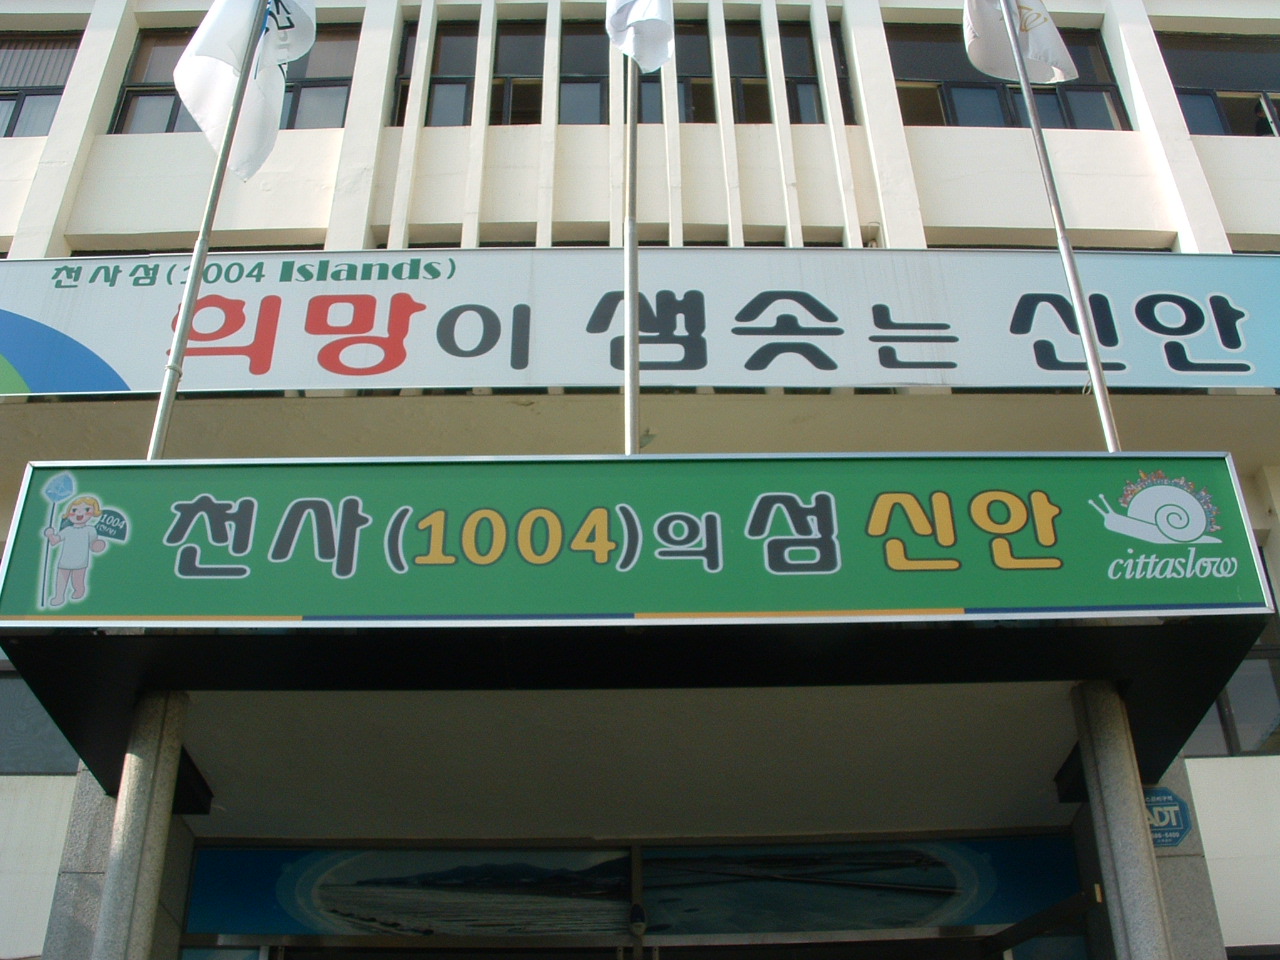 천사섬(1004 Islands)
희망이 샘솟는 신안
1004
천사(1004)의 섬 신안
cittaslow
ADT